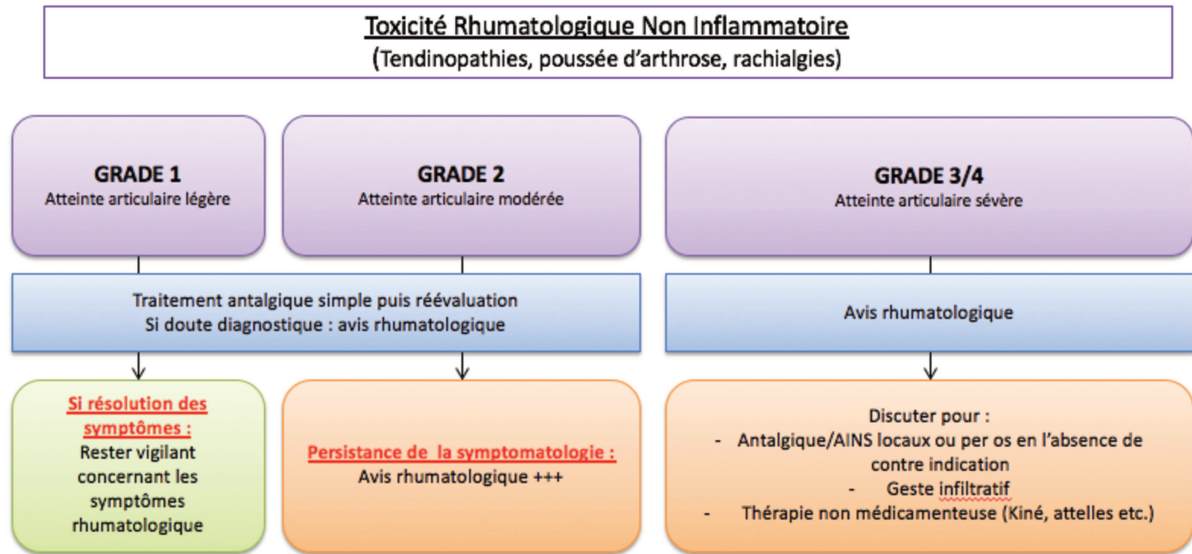 Toxicité Rhumatologique Non Inflammatoire
(Tendinopathies, poussée d'arthrose, rachialgies)
GRADE 1
Atteinte articulaire légère
GRADE 2
Atteinte articulaire modérée
GRADE 3/4
Atteinte articulaire sévère
Traitement antalgique simple puis réévaluation
Si doute diagnostique : avis rhumatologique
Avis rhumatologique
Si résolution des
symptômes :
Rester vigilant
concernant les
symptômes
rhumatologique
Persistance de la symptomatologie :
Avis rhumatologique +++
Discuter pour :
- Antalgique/AINS locaux ou per os en l'absence de
contre indication
- Geste infiltratif
- Thérapie non médicamenteuse (Kiné, attelles etc.)